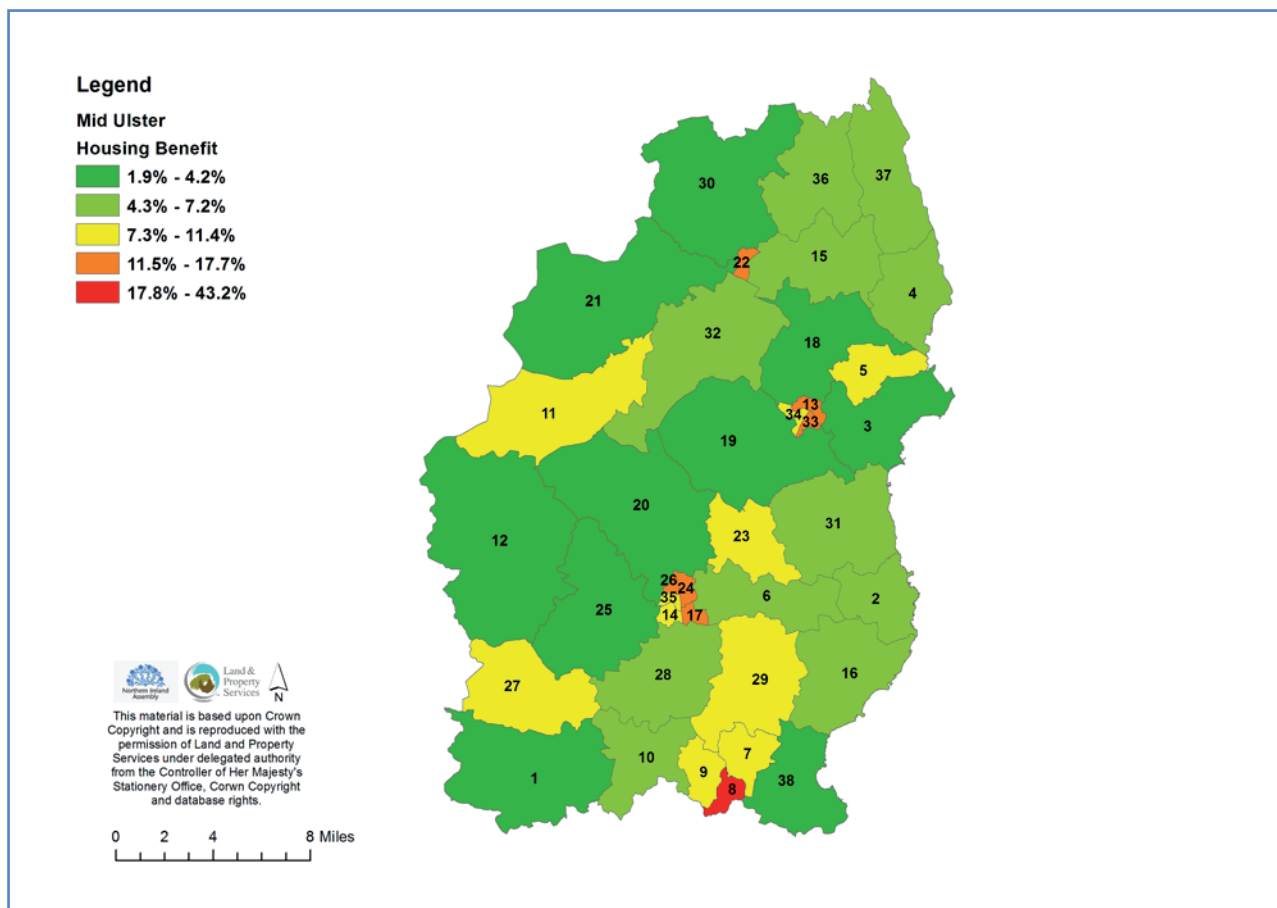 Legend
Mid Ulster
Housing Benefit
1.9% - 4.2%
4.3% - 7.2%
7.3% - 11.4%
11.5% - 17.7%
17.8% - 43.2%
30
36
37
22
15
4
21
32
18
5
11
34
13
33
3
19
12
20
23
31
26
24
35
14
17
6
2
25
27
28
29
16
10
9
7
1
8
38
Northern Ireland
Assembly
Land &
Property
Services
N
This material is based upon Crown
Copyright and is reproduced with the
permission of Land and Property
Services under delegated authority
from the Controller of Her Majesty's
Stationery Office, Corwn Copyright
and database rights.
0 2 4 8 Miles